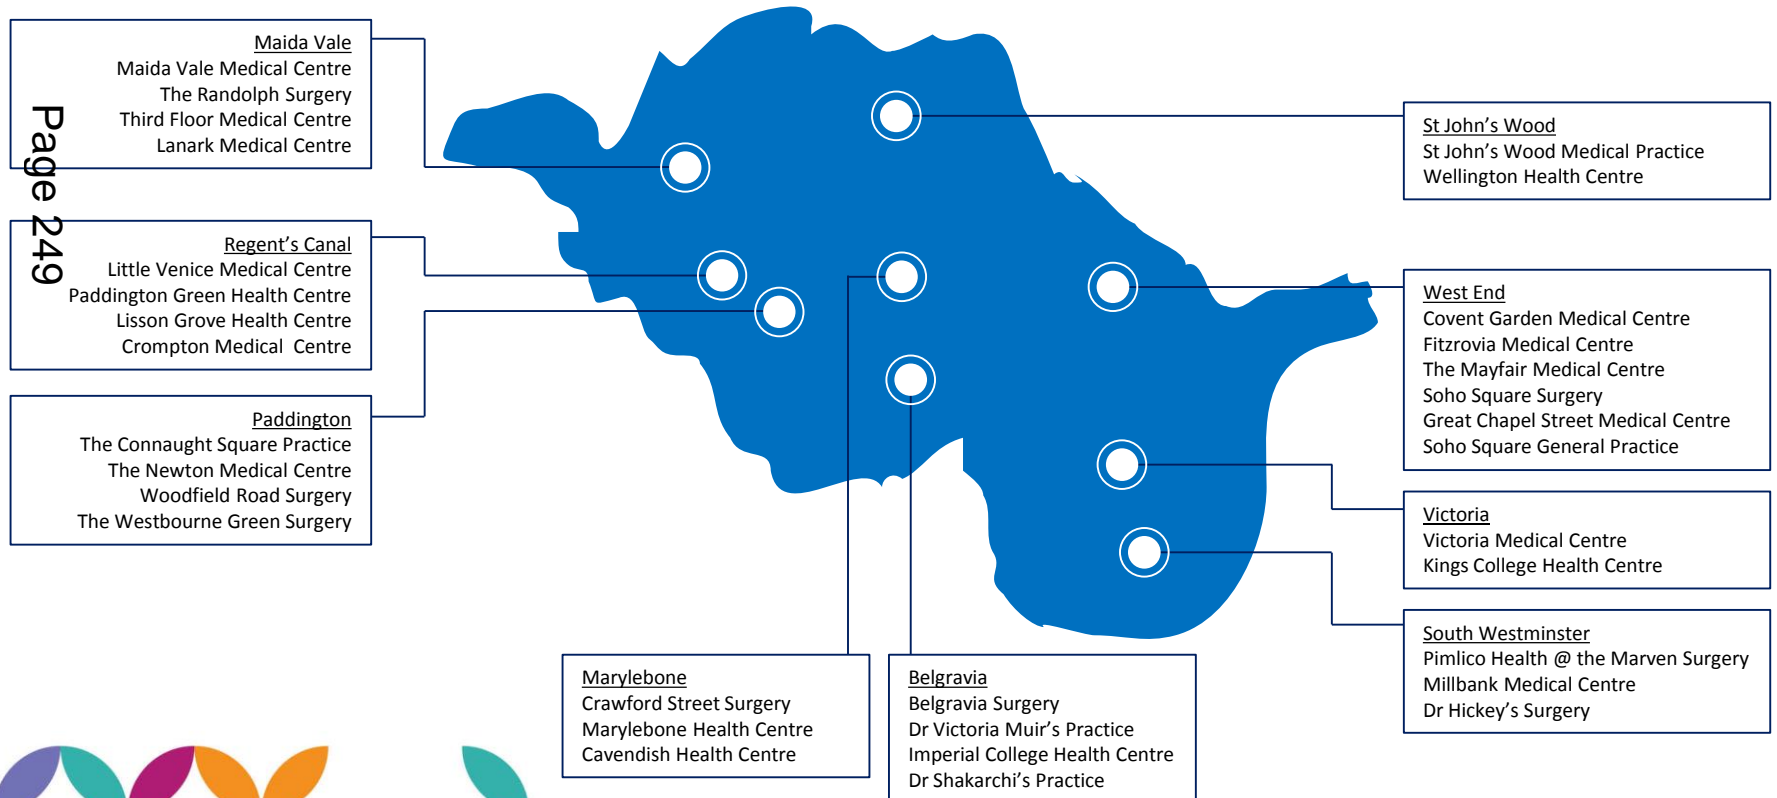 Page 249
Maida Vale
Maida Vale Medical Centre
The Randolph Surgery
Third Floor Medical Centre
Lanark Medical Centre
Regent's Canal
Little Venice Medical Centre
Paddington Green Health Centre
Lisson Grove Health Centre
Crompton Medical Centre
Paddington
The Connaught Square Practice
The Newton Medical Centre
Woodfield Road Surgery
The Westbourne Green Surgery
Marylebone
Crawford Street Surgery
Marylebone Health Centre
Cavendish Health Centre
Belgravia
Belgravia Surgery
Dr Victoria Muir's Practice
Imperial College Health Centre
Dr Shakarchi's Practice
St John's Wood
St John's Wood Medical Practice
Wellington Health Centre
West End
Covent Garden Medical Centre
Fitzrovia Medical Centre
The Mayfair Medical Centre
Soho Square Surgery
Great Chapel Street Medical Centre
Soho Square General Practice
Victoria
Victoria Medical Centre
Kings College Health Centre
South Westminster
Pimlico Health @ the Marven Surgery
Millbank Medical Centre
Dr Hickey's Surgery